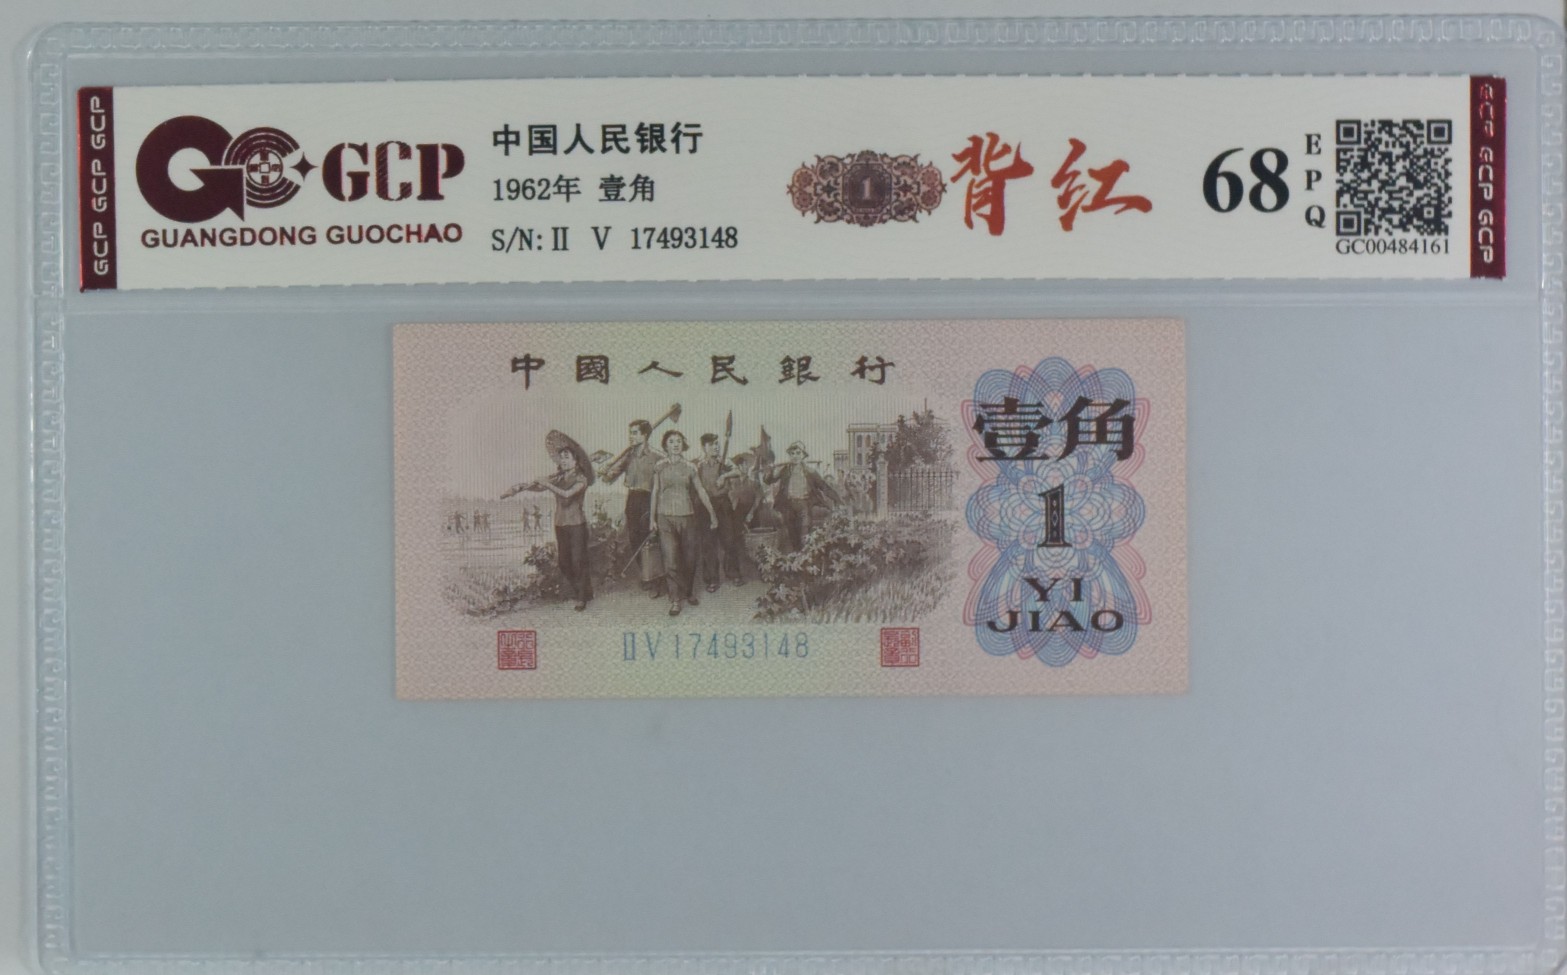 GCP GCP GCP
GCP
GUANGDONG GUOCHAO
中国人民银行
1962年 壹角
S/N: II V 17493148
1
背红
68
EPQ
GC00484161
GCP GCP GCP
中國人民銀行
壹角
1
YI
JIAO
II V 17493148